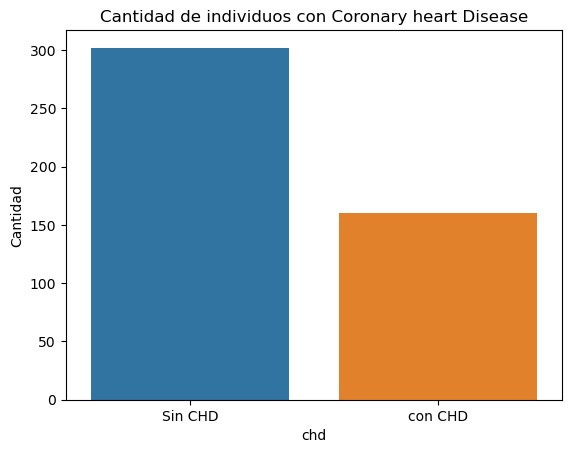 Cantidad de individuos con Coronary heart Disease
Cantidad
300
250
200
150
100
50
0
Sin CHD
con CHD
chd